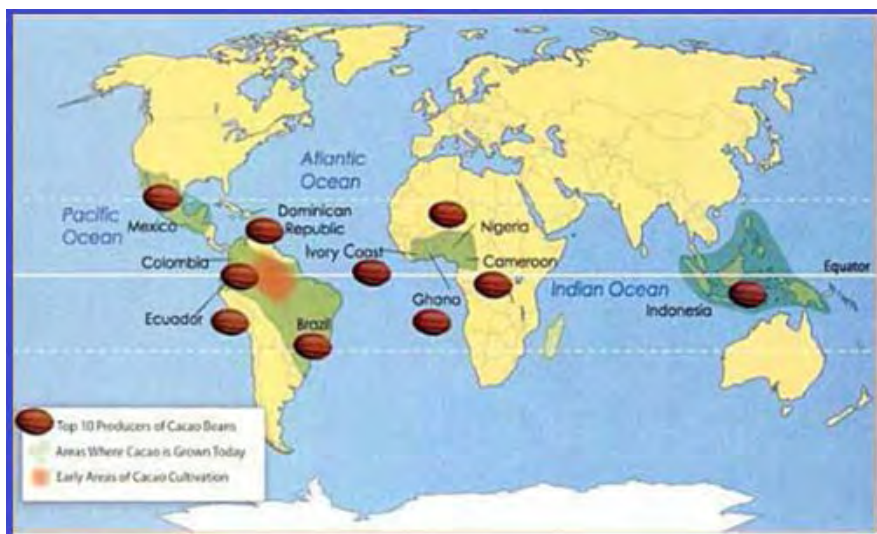 Atlantic
Ocean
Pacific
Ocean
Mexico
Dominican
Republic
Nigeria
Ivory Coast
Colombia
Cameroon
Equator
Indian Ocean
Ghana
Indonesia
Ecuador
Brazil
Top 10 Producers of Cacao Beans
Areas Where Cacao is Grown Today
Early Areas of Cacao Cultivation